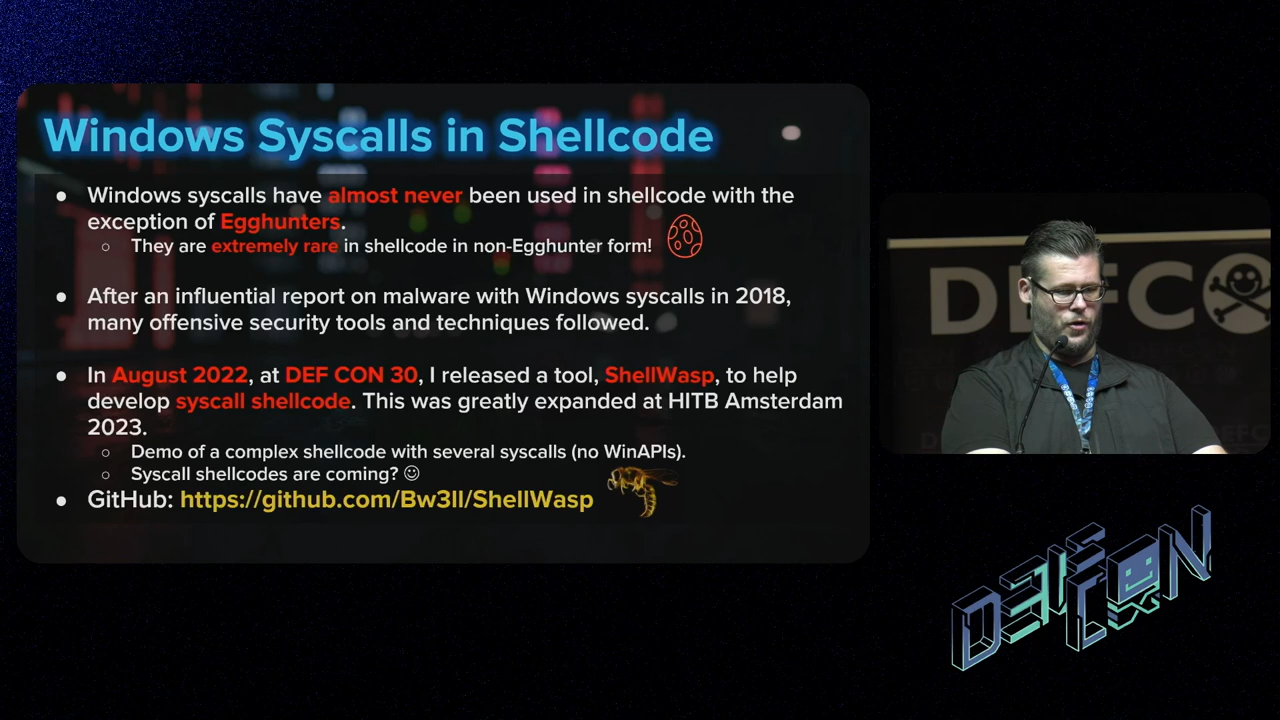 Windows Syscalls in Shellcode
● Windows syscalls have almost never been used in shellcode with the
exception of Egghunters.
○ They are extremely rare in shellcode in non-Egghunter form!
● After an influential report on malware with Windows syscalls in 2018,
many offensive security tools and techniques followed.
● In August 2022, at DEF CON 30, I released a tool, ShellWasp, to help
develop syscall shellcode. This was greatly expanded at HITB Amsterdam
2023.
○ Demo of a complex shellcode with several syscalls (no WinAPIs).
○ Syscall shellcodes are coming? ☺
● GitHub: https://github.com/Bw3ll/ShellWasp
DEFCON